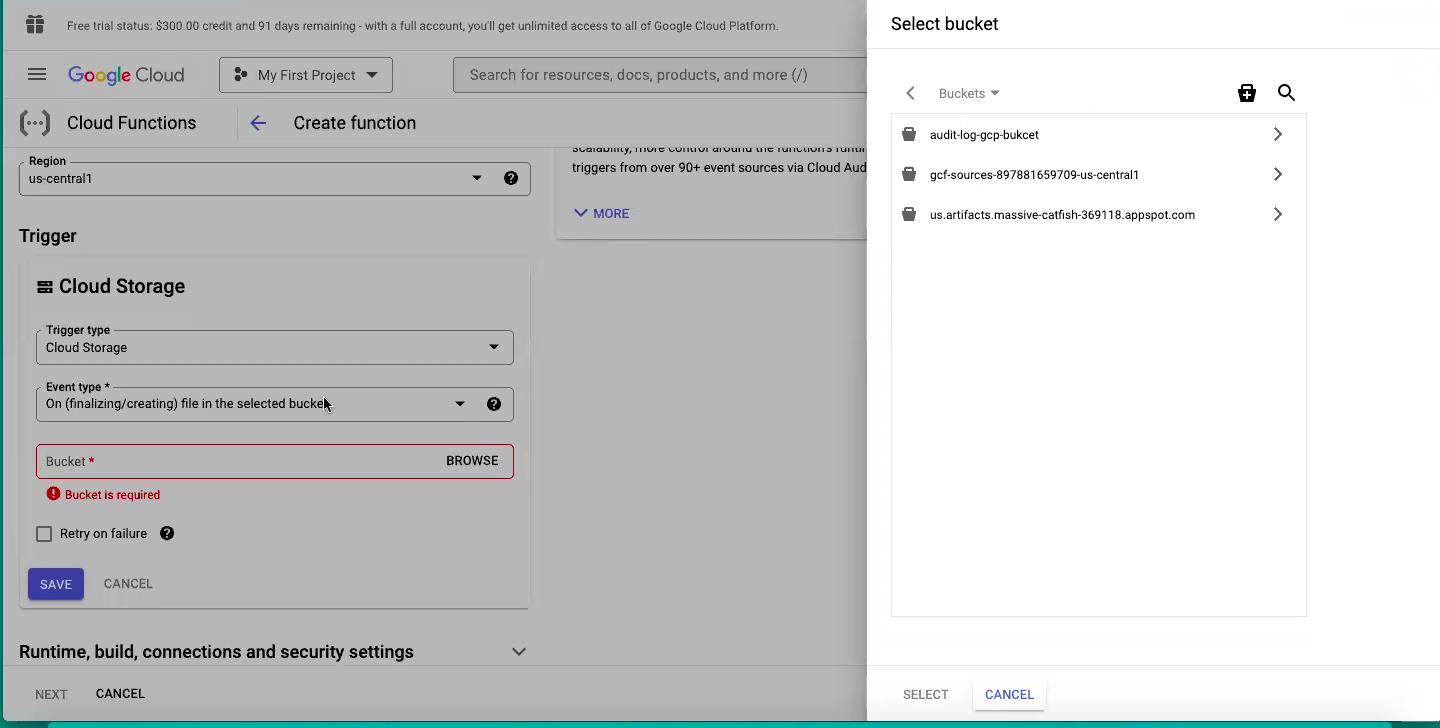 Free trial status: $300.00 credit and 91 days remaining - with a full account, you'll get unlimited access to all of Google Cloud Platform.
Google Cloud
My First Project
Search for resources, docs, products, and more (/)
Cloud Functions
Create function
Region
us-central1
Trigger
Cloud Storage
Trigger type
Cloud Storage
Event type *
On (finalizing/creating) file in the selected bucket
Bucket *
BROWSE
Bucket is required
Retry on failure
SAVE
CANCEL
Runtime, build, connections and security settings
NEXT
CANCEL
scalability, more control around the function's
triggers from over 90+ event sources via Cloud
MORE
Select bucket
Buckets
audit-log-gcp-bukcet
gcf-sources-897881659709-us-central1
us.artifacts.massive-catfish-369118.appspot.com
SELECT
CANCEL